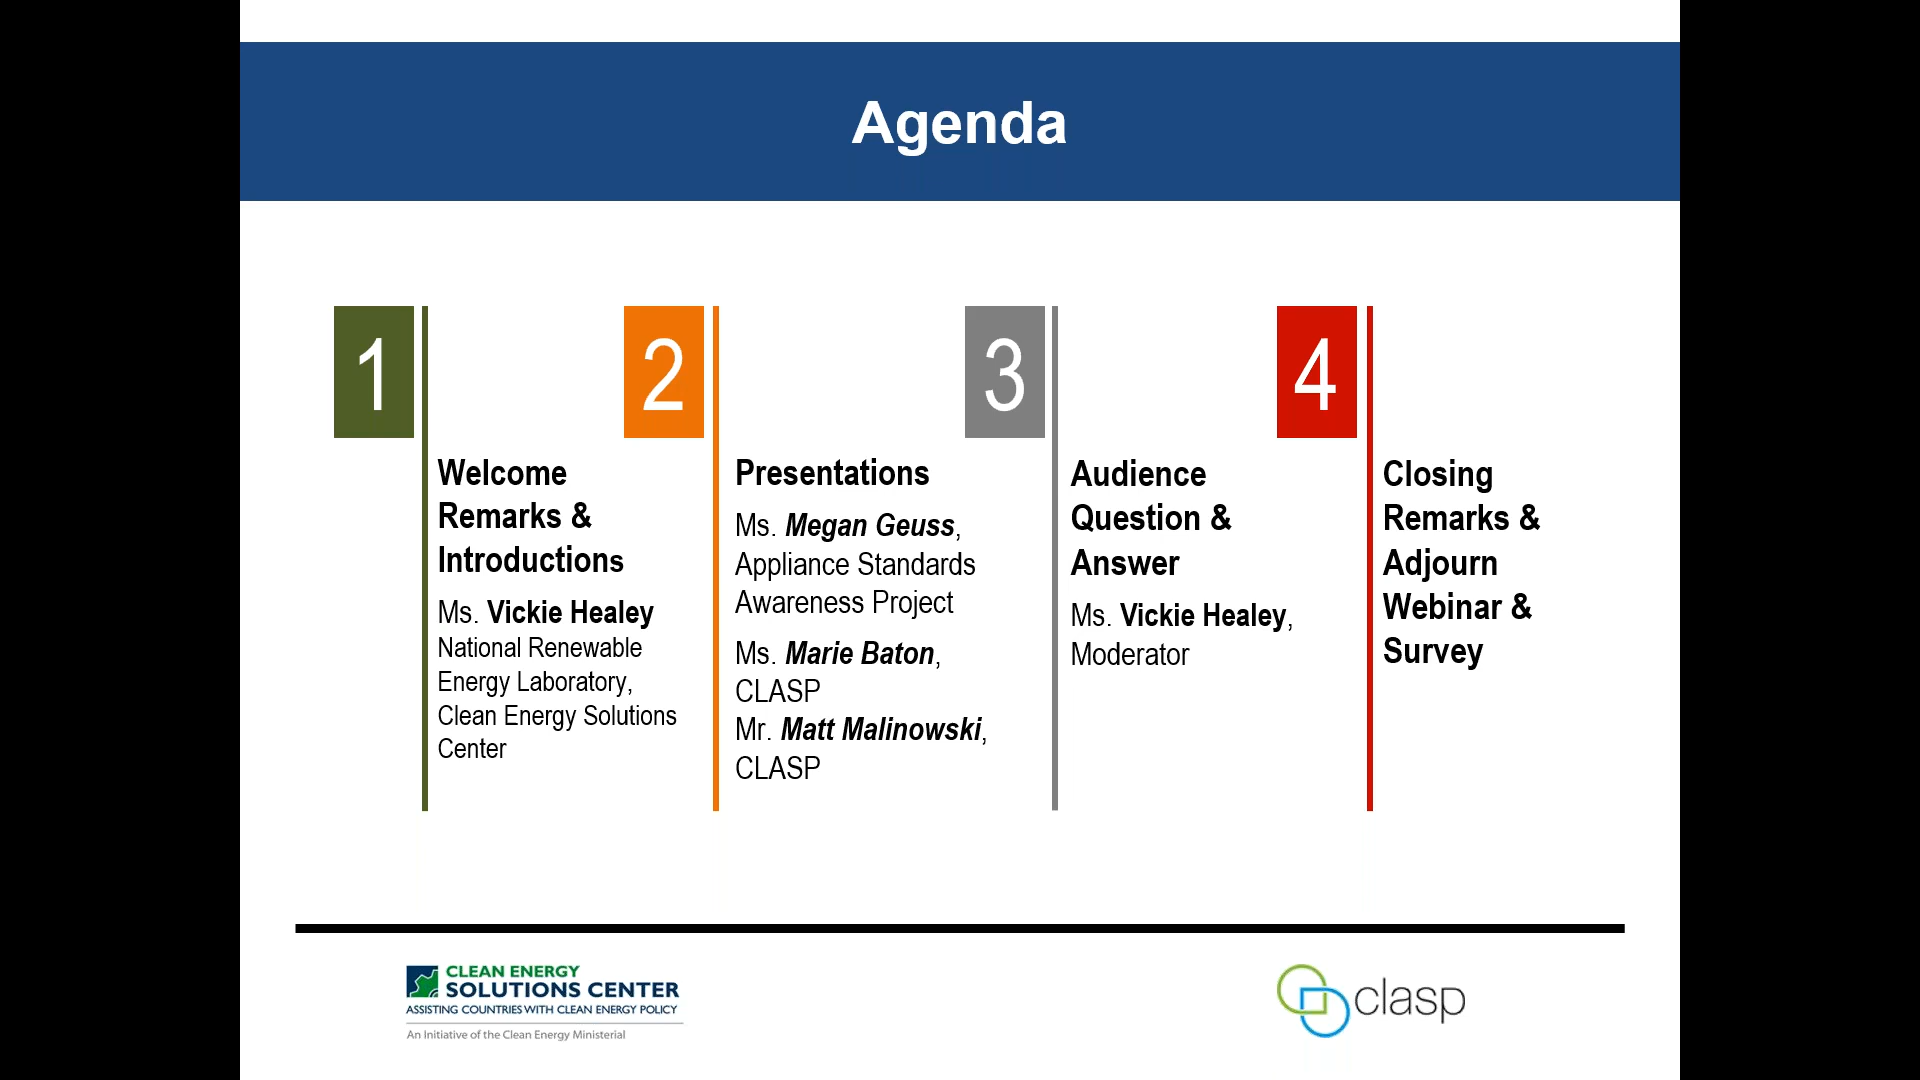 Agenda
1
Welcome
Remarks &
Introductions
Ms. Vickie Healey
National Renewable
Energy Laboratory,
Clean Energy Solutions
Center
2
Presentations
Ms. Megan Geuss,
Appliance Standards
Awareness Project
Ms. Marie Baton,
CLASP
Mr. Matt Malinowski,
CLASP
3
Audience
Question &
Answer
Ms. Vickie Healey,
Moderator
4
Closing
Remarks &
Adjourn
Webinar &
Survey
CLEAN ENERGY
SOLUTIONS CENTER
ASSISTING COUNTRIES WITH CLEAN ENERGY POLICY
An Initiative of the Clean Energy Ministerial
clasp